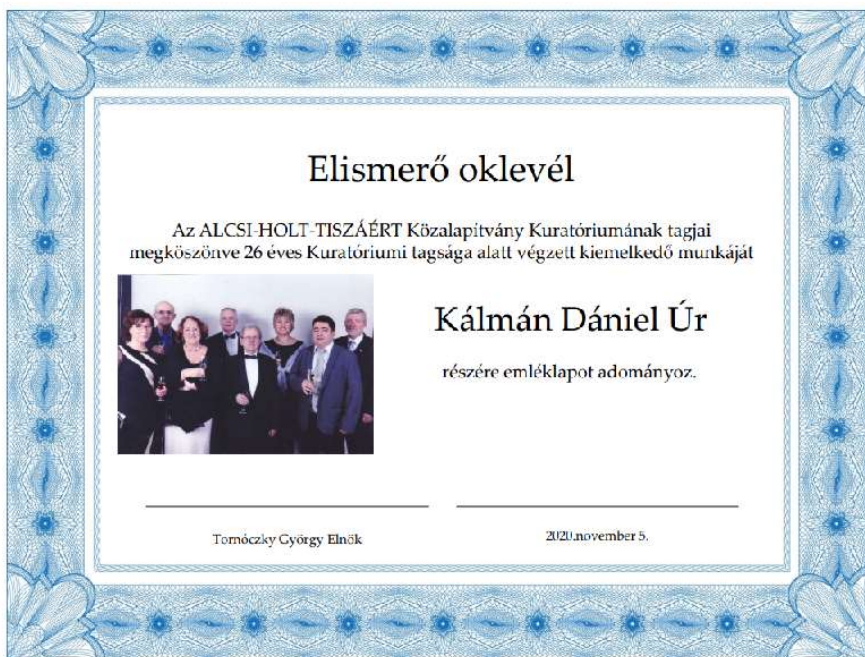 Elismerő oklevél
Az ALCSI-HOLT-TISZÁÉRT Közalapítvány Kuratóriumának tagjai
megköszönve 26 éves Kuratóriumi tagsága alatt végzett kiemelkedő munkáját
Kálmán Dániel Úr
részére emléklapot adományoz.
Tornóczky György Elnök
2020.november 5.